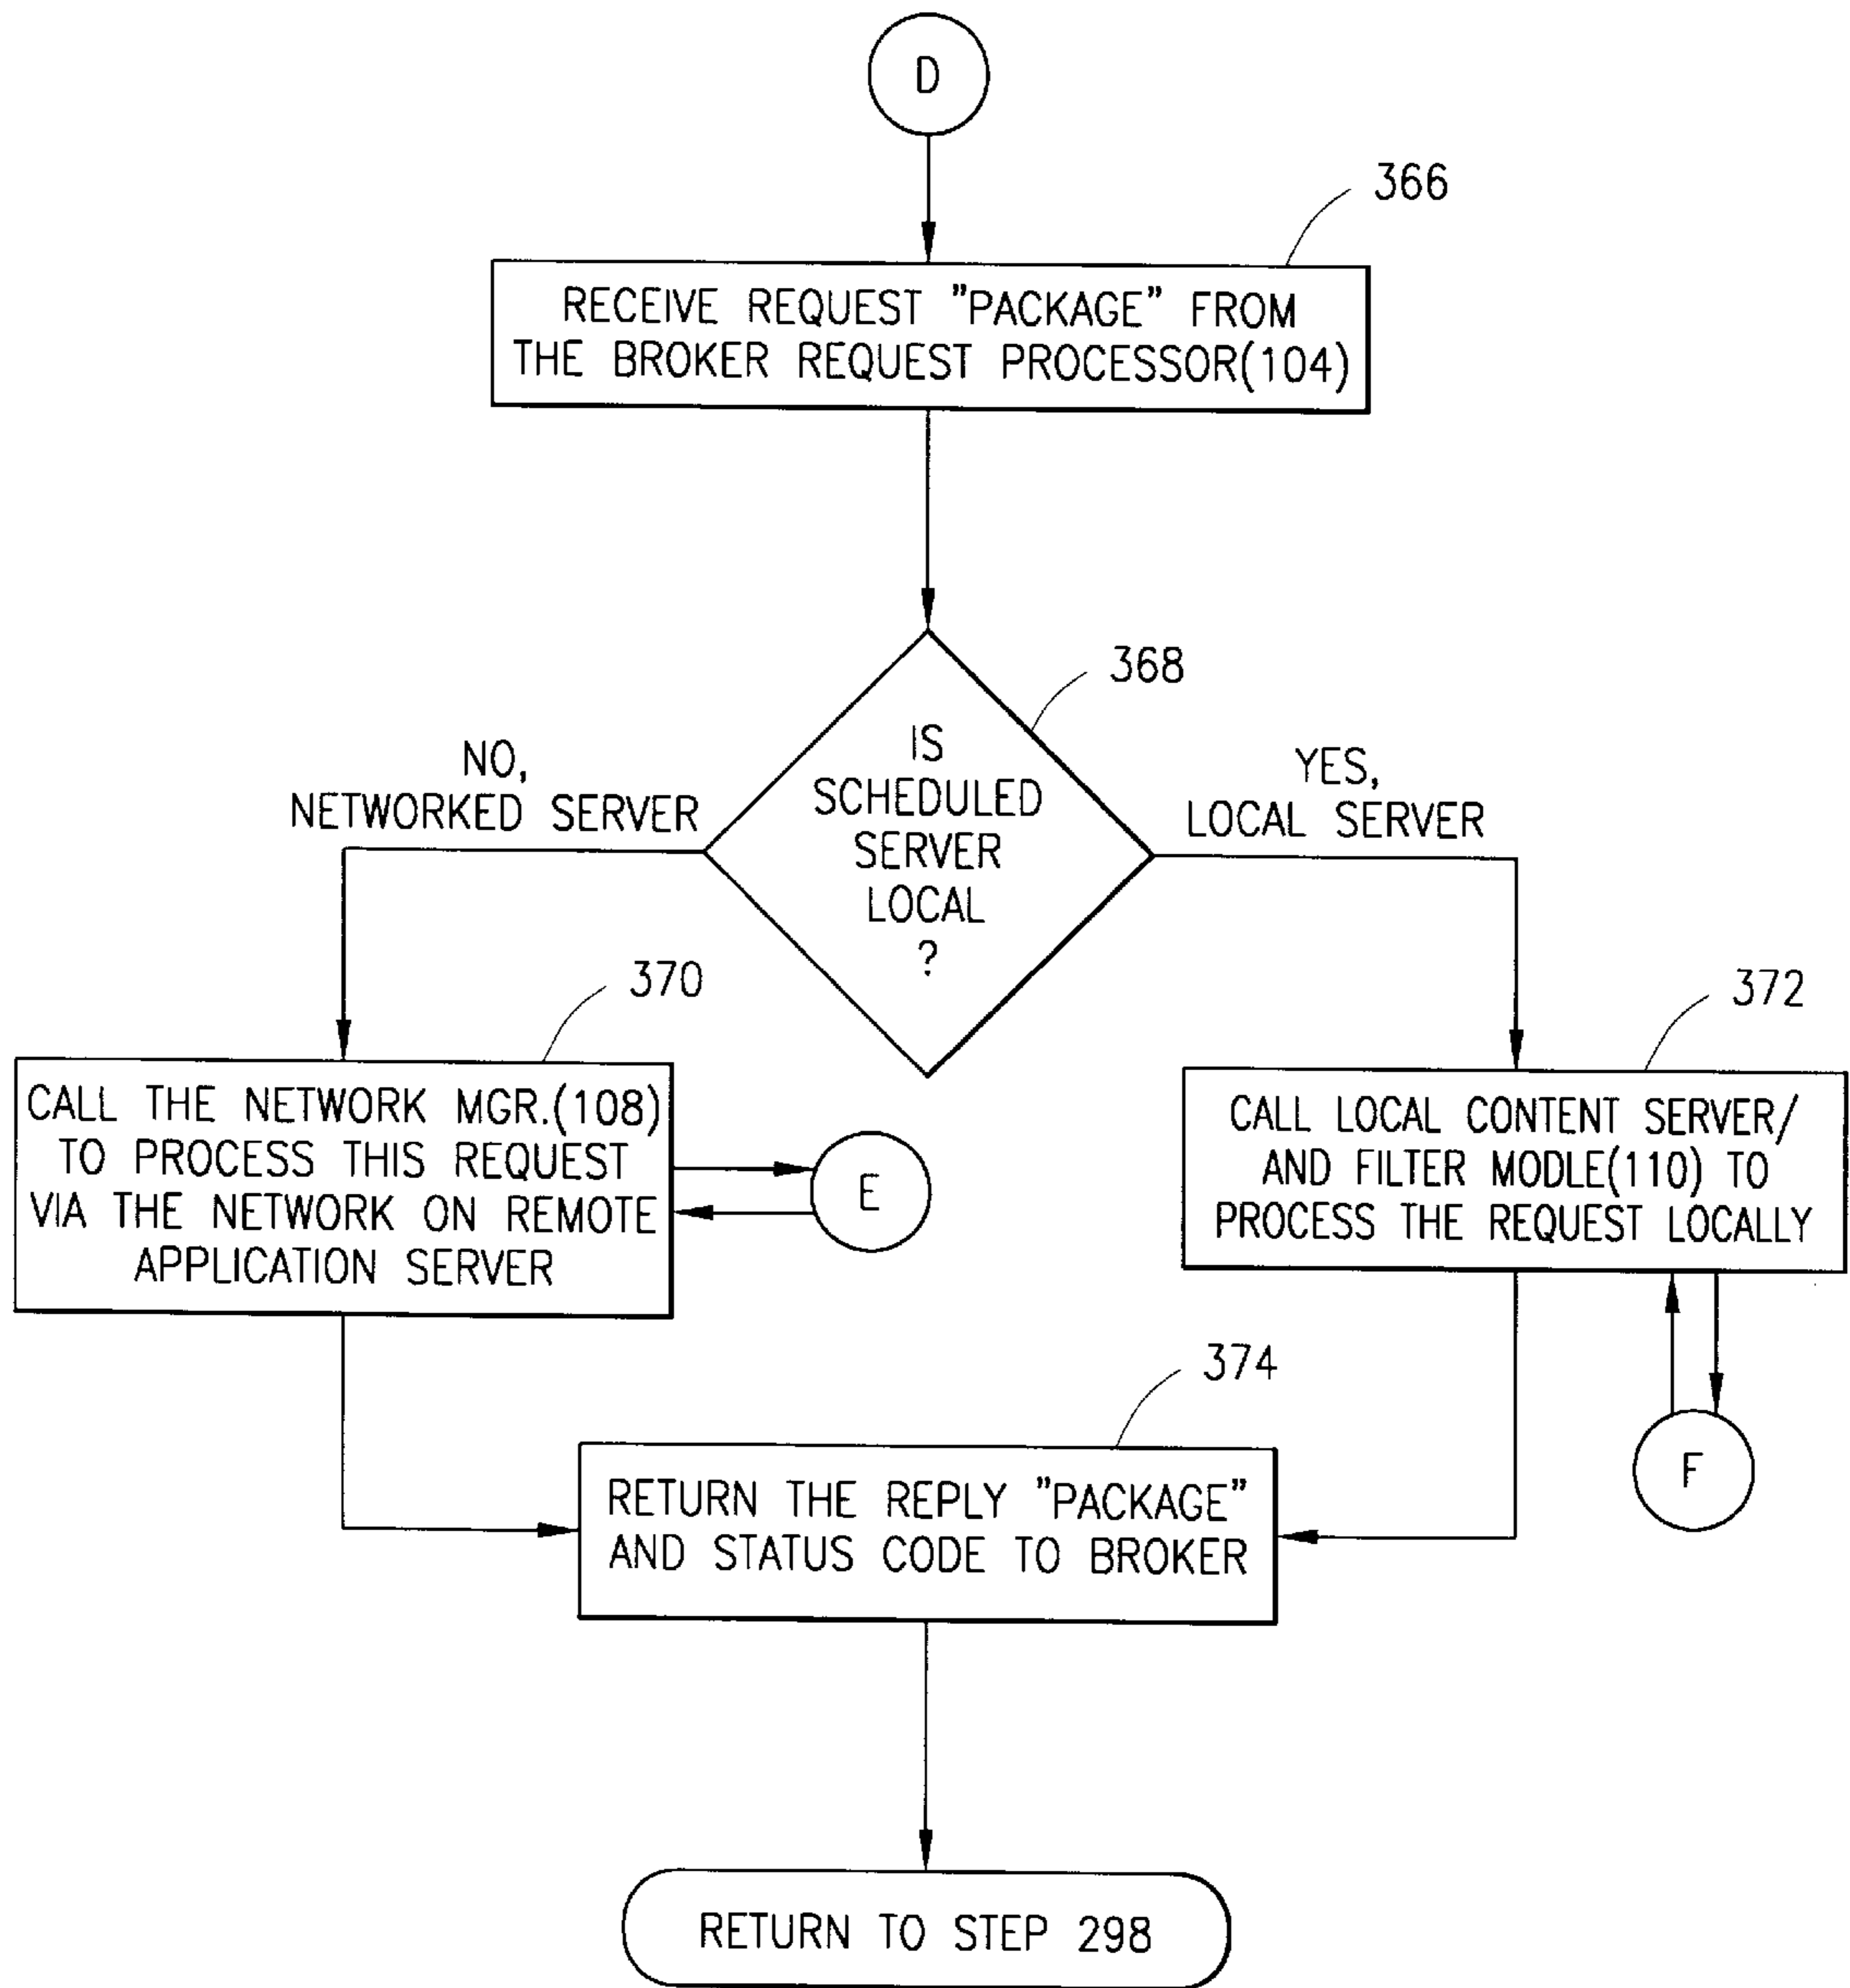 D
366
RECEIVE REQUEST "PACKAGE" FROM
THE BROKER REQUEST PROCESSOR(104)
368
IS
SCHEDULED
SERVER
LOCAL
?
NO,
NETWORKED SERVER
YES,
LOCAL SERVER
370
CALL THE NETWORK MGR.(108)
TO PROCESS THIS REQUEST
VIA THE NETWORK ON REMOTE
APPLICATION SERVER
E
372
CALL LOCAL CONTENT SERVER/
AND FILTER MODLE(110) TO
PROCESS THE REQUEST LOCALLY
F
374
RETURN THE REPLY "PACKAGE"
AND STATUS CODE TO BROKER
RETURN TO STEP 298